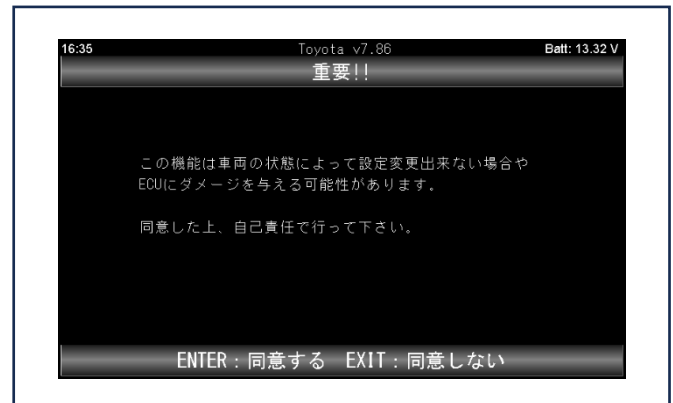 16:35 Toyota v7.86 Batt: 13.32 V
重要!!
この機能は車両の状態によって設定変更出来ない場合や
ECUにダメージを与える可能性があります。
同意した上、自己責任で行って下さい。
ENTER：同意する EXIT：同意しない